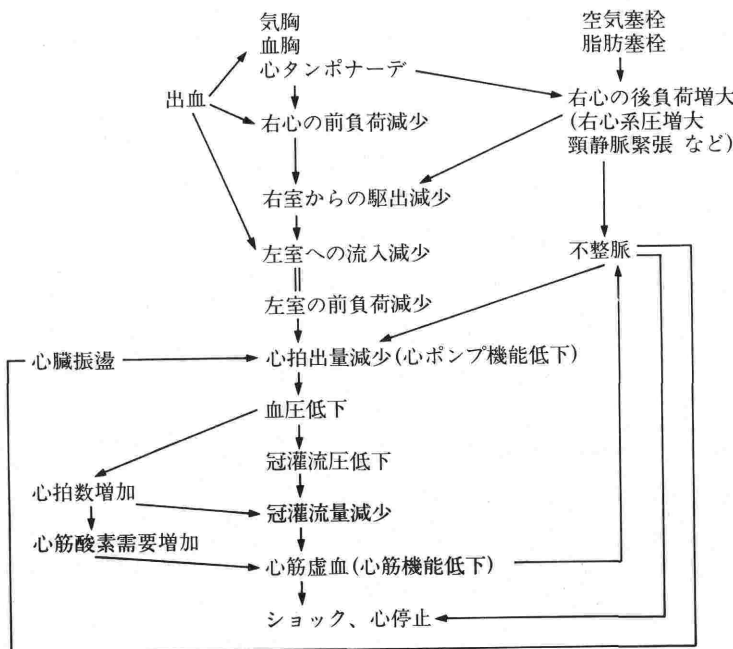 気胸
血胸
心タンポナーデ
空気塞栓
脂肪塞栓
出血
右心の後負荷増大
(右心系圧増大
頸静脈緊張 など)
右心の前負荷減少
右室からの駆出減少
左室への流入減少
不整脈
左室の前負荷減少
心臓振盪
心拍出量減少(心ポンプ機能低下)
血圧低下
冠灌流圧低下
心拍数増加
冠灌流量減少
心筋酸素需要増加
心筋虚血(心筋機能低下)
ショック、心停止